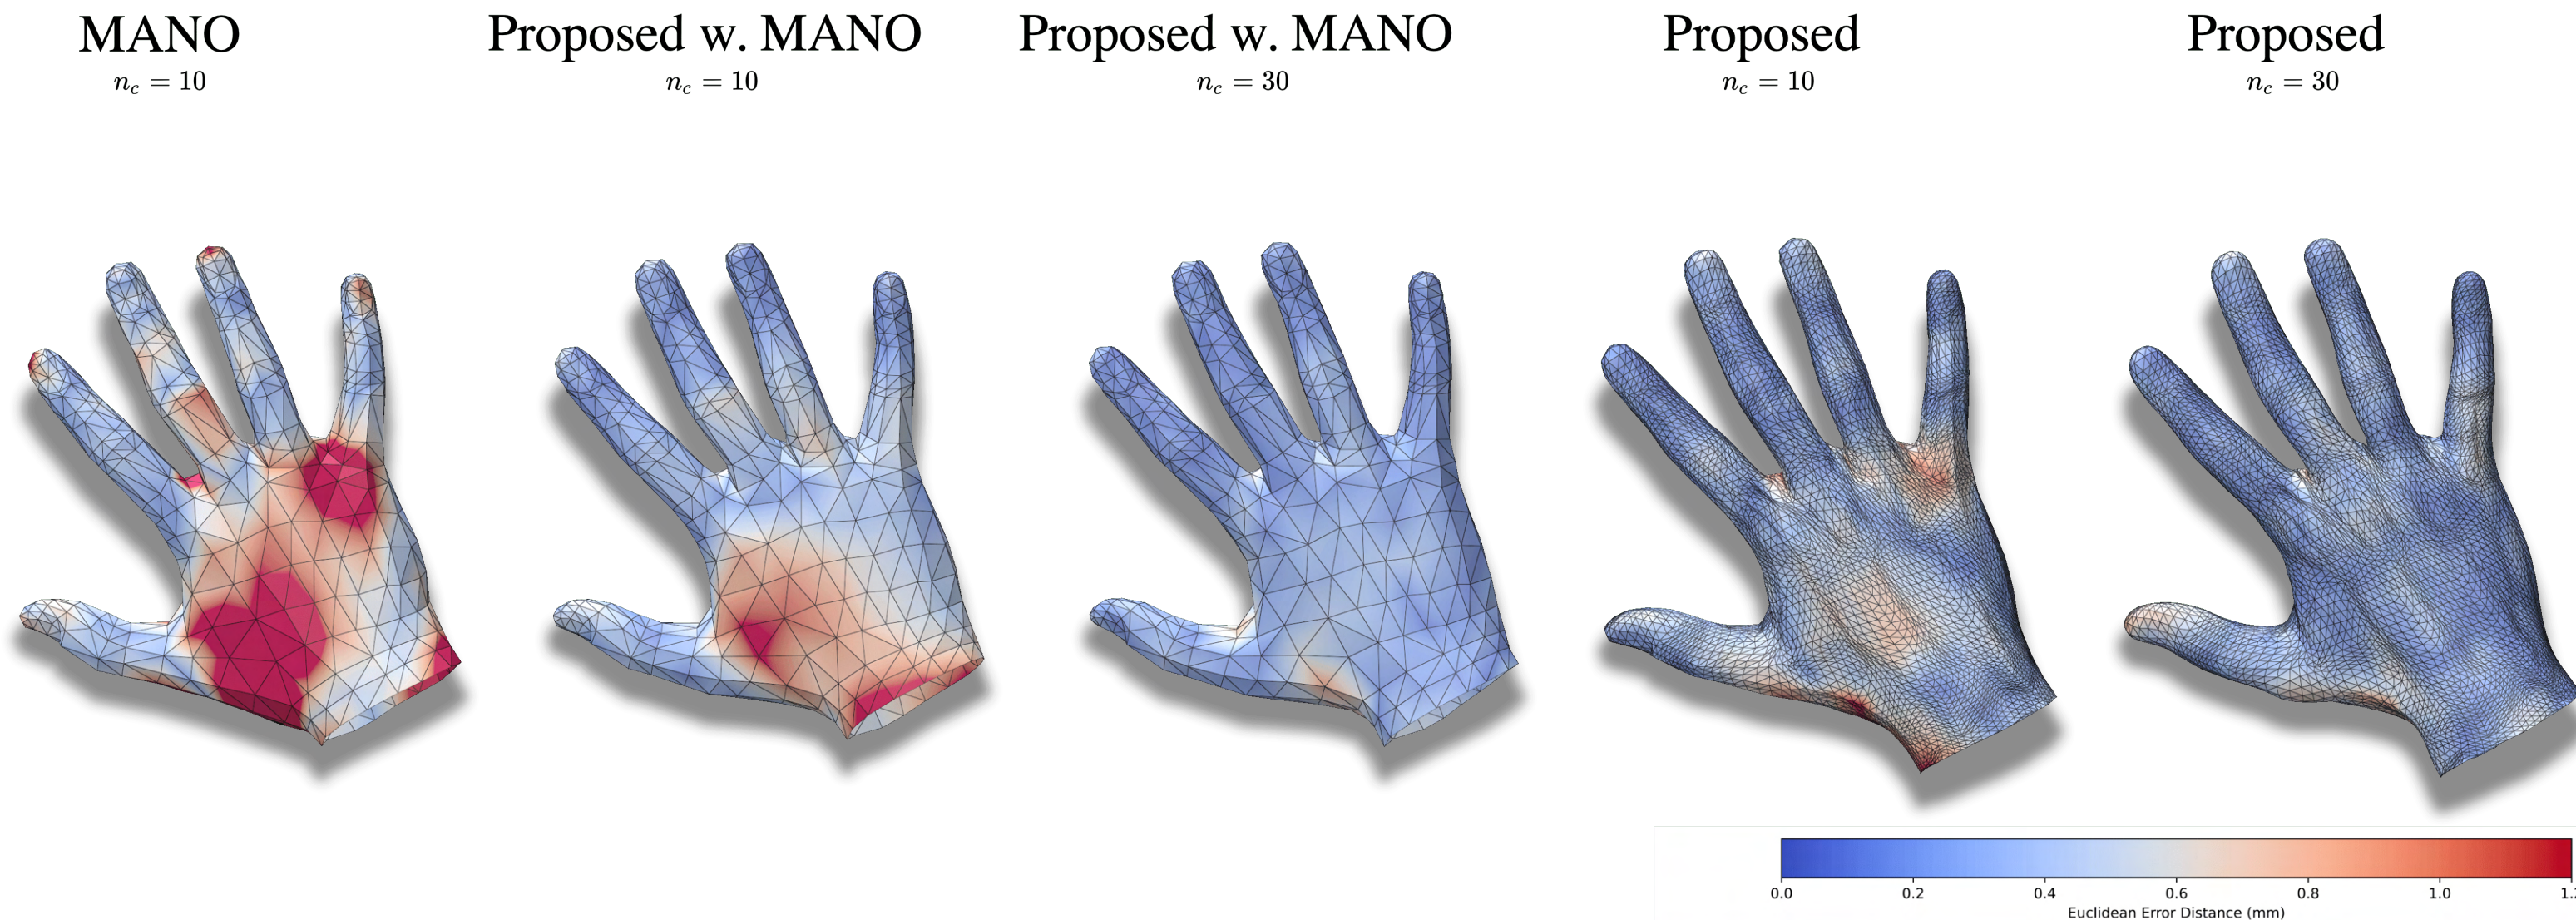 MANO
n_c = 10
Proposed w. MANO
n_c = 10
Proposed w. MANO
n_c = 30
Proposed
n_c = 10
Proposed
n_c = 30
0.0 0.2 0.4 0.6 0.8 1.0
Euclidean Error Distance (mm)